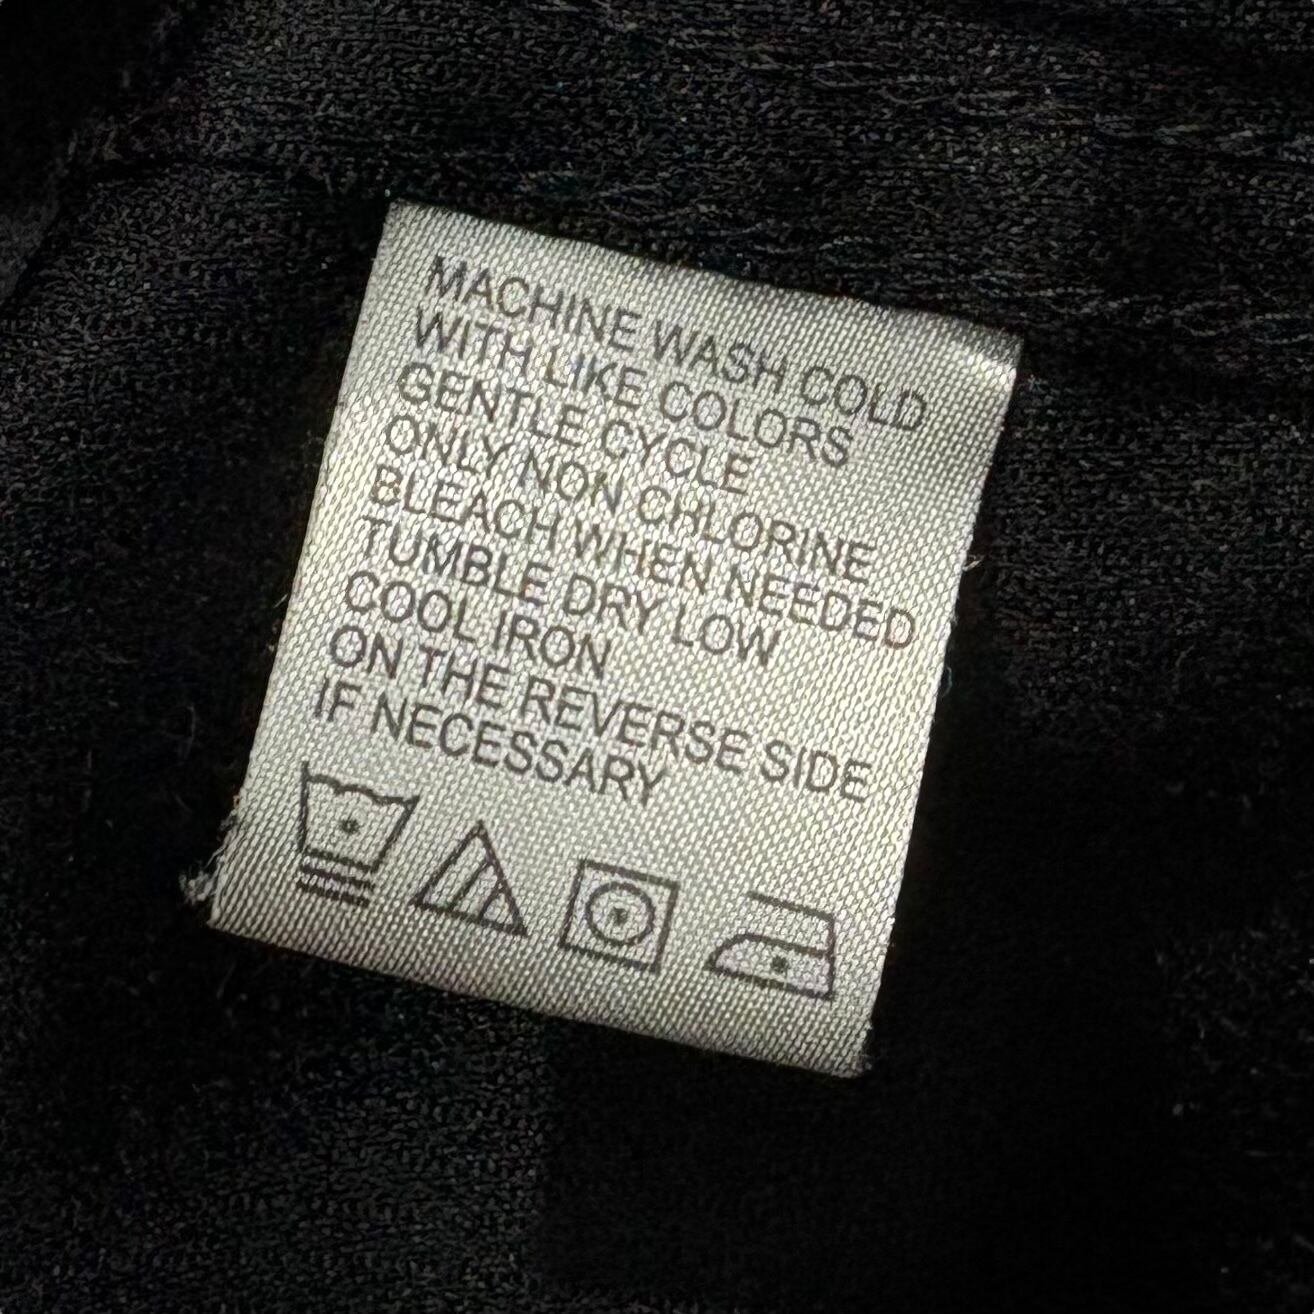 MACHINE WASH COLD
WITH LIKE COLORS
GENTLE CYCLE
ONLY NON CHLORINE
BLEACH WHEN NEEDED
TUMBLE DRY LOW
COOL IRON
ON THE REVERSE SIDE
IF NECESSARY